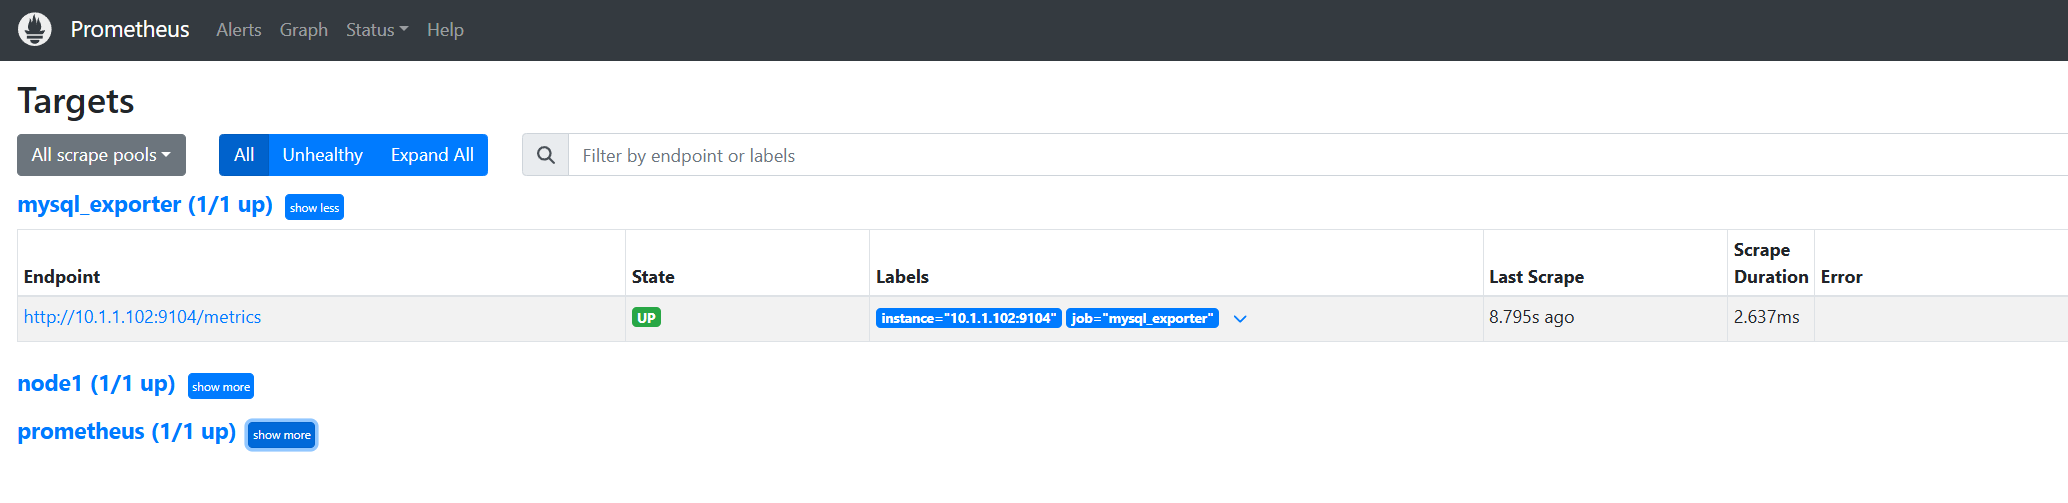 Prometheus Alerts Graph Status Help
Targets
All scrape pools All Unhealthy Expand All Filter by endpoint or labels
mysql_exporter (1/1 up) show less
Endpoint State Labels Last Scrape Scrape Duration Error
http://10.1.1.102:9104/metrics UP instance="10.1.1.102:9104" job="mysql_exporter" 8.795s ago 2.637ms
node1 (1/1 up) show more
prometheus (1/1 up) show more